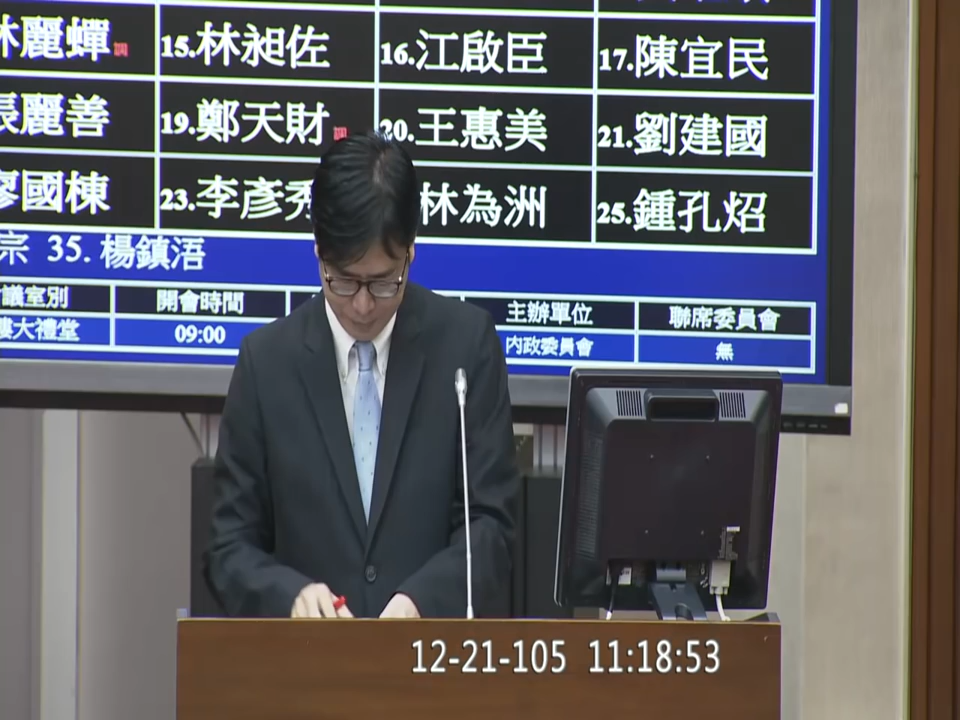 林麗蟬 15.林昶佐 16.江啟臣 17.陳宜民
張麗善 19.鄭天財 20.王惠美 21.劉建國
廖國棟 23.李彥秀 林為洲 25.鍾孔炤
宗 35. 楊鎮浯
議室別 開會時間 主辦單位 聯席委員會
樓大禮堂 09:00 內政委員會 無
12-21-105 11:18:53